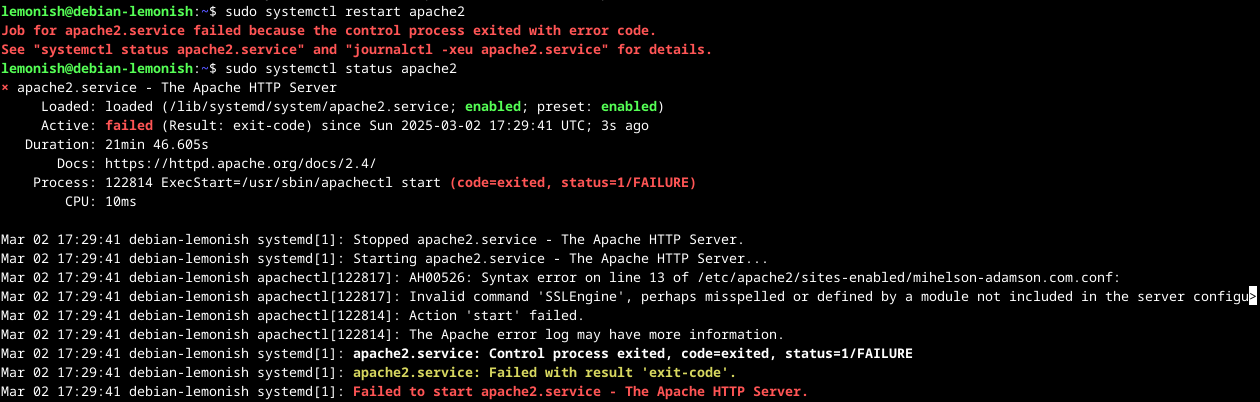 lemonish@debian-lemonish:~$ sudo systemctl restart apache2
Job for apache2.service failed because the control process exited with error code.
See "systemctl status apache2.service" and "journalctl -xeu apache2.service" for details.
lemonish@debian-lemonish:~$ sudo systemctl status apache2
× apache2.service - The Apache HTTP Server
     Loaded: loaded (/lib/systemd/system/apache2.service; enabled; preset: enabled)
     Active: failed (Result: exit-code) since Sun 2025-03-02 17:29:41 UTC; 3s ago
   Duration: 21min 46.605s
       Docs: https://httpd.apache.org/docs/2.4/
    Process: 122814 ExecStart=/usr/sbin/apachectl start (code=exited, status=1/FAILURE)
        CPU: 10ms

Mar 02 17:29:41 debian-lemonish systemd[1]: Stopped apache2.service - The Apache HTTP Server.
Mar 02 17:29:41 debian-lemonish systemd[1]: Starting apache2.service - The Apache HTTP Server...
Mar 02 17:29:41 debian-lemonish apachectl[122817]: AH00526: Syntax error on line 13 of /etc/apache2/sites-enabled/mihelson-adamson.com.conf:
Mar 02 17:29:41 debian-lemonish apachectl[122817]: Invalid command 'SSLEngine', perhaps misspelled or defined by a module not included in the server configu>
Mar 02 17:29:41 debian-lemonish apachectl[122814]: Action 'start' failed.
Mar 02 17:29:41 debian-lemonish apachectl[122814]: The Apache error log may have more information.
Mar 02 17:29:41 debian-lemonish systemd[1]: apache2.service: Control process exited, code=exited, status=1/FAILURE
Mar 02 17:29:41 debian-lemonish systemd[1]: apache2.service: Failed with result 'exit-code'.
Mar 02 17:29:41 debian-lemonish systemd[1]: Failed to start apache2.service - The Apache HTTP Server.